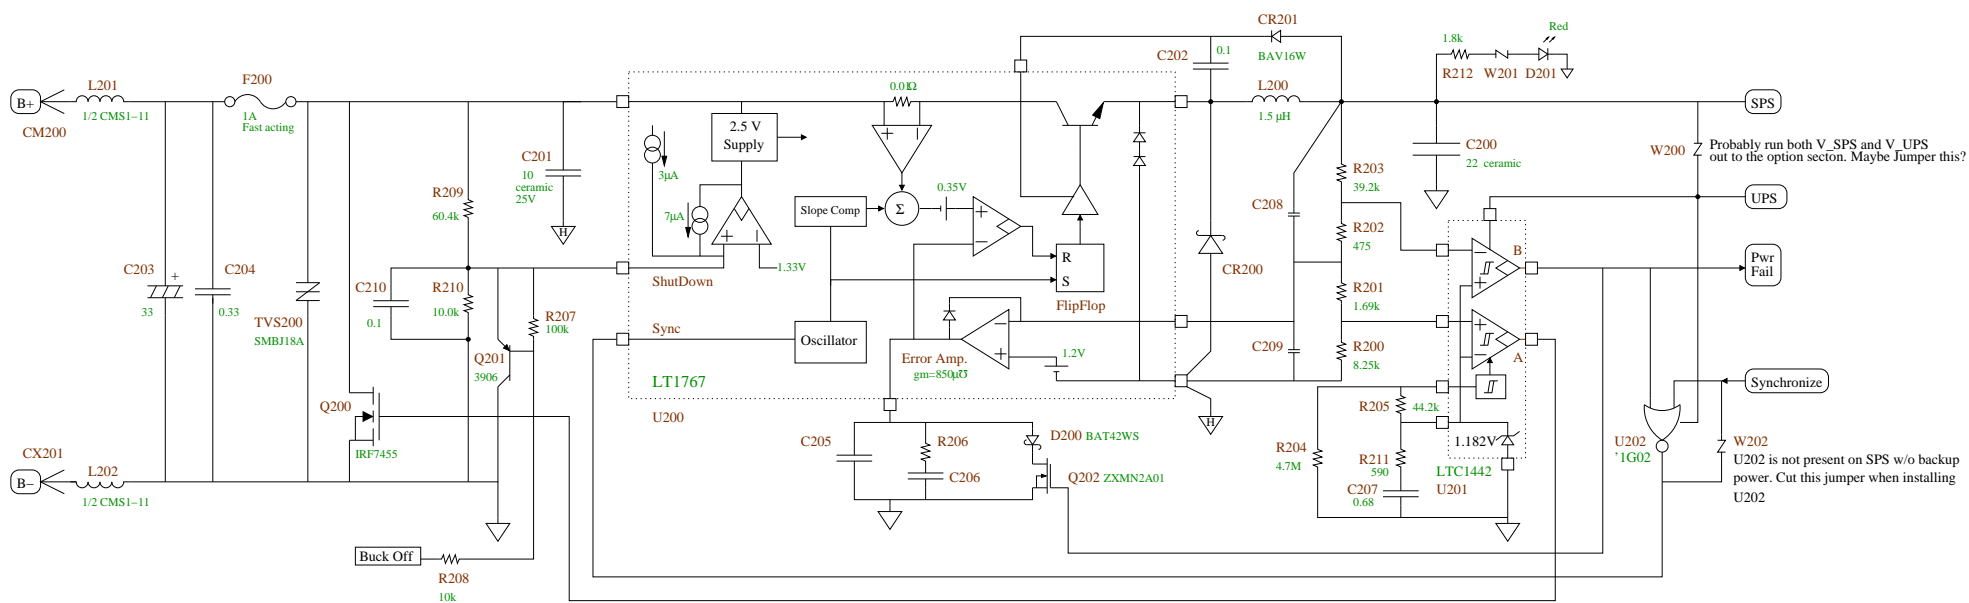 B+
L201
1/2 CMS1-11
CM200
F200
1A
Fast acting
C203
+
33
C204
0.33
TVS200
SMBJ18A
CX201
B-
L202
1/2 CMS1-11
R209
60.4k
C210
0.1
R210
10.0k
R207
100k
Q201
3906
Q200
IRF7455
Buck Off
R208
10k
C201
10
ceramic
25V
H
3µA
7µA
2.5 V
Supply
+
-
1.33V
ShutDown
Sync
LT1767
U200
0.01Ω
+
-
Slope Comp
Σ
0.35V
+
-
R
S
FlipFlop
Oscillator
Error Amp.
gm=850µ℧
-
+
1.2V
C205
R206
C206
D200 BAT42WS
Q202 ZXMN2A01
CR201
BAV16W
C202
0.1
L200
1.5 µH
CR200
H
C208
C209
R203
39.2k
R202
475
R201
1.69k
R200
8.25k
R204
4.7M
R205
44.2k
R211
590
C207
0.68
1.8k
R212
W201
D201
Red
C200
22 ceramic
-
+
B
+
-
A
1.182V
LTC1442
U201
SPS
W200
Probably run both V_SPS and V_UPS
out to the option secton. Maybe Jumper this?
UPS
Pwr
Fail
Synchronize
U202
'1G02
W202
U202 is not present on SPS w/o backup
power. Cut this jumper when installing
U202